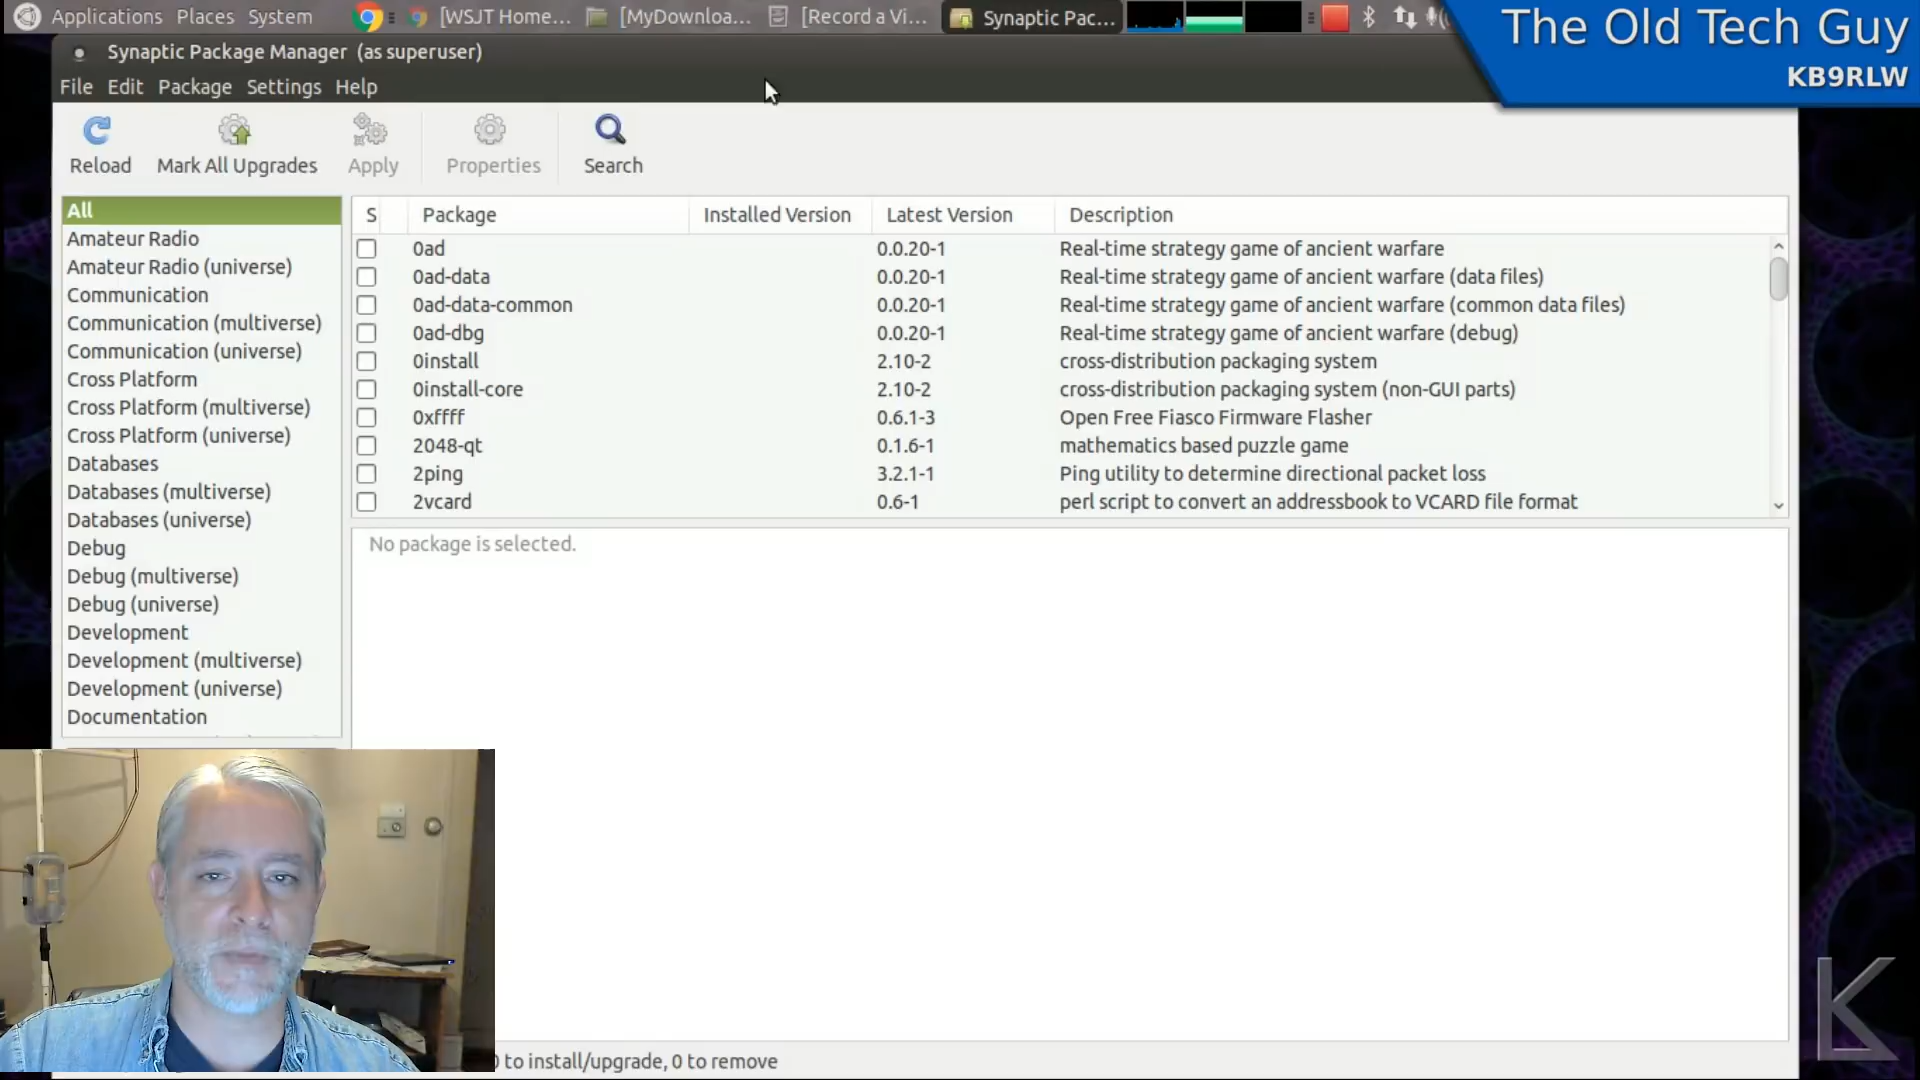 Applications Places System [WSJT Home... [MyDownloa... [Record a Vi... Synaptic Pac...
The Old Tech Guy
KB9RLW
Synaptic Package Manager (as superuser)
File Edit Package Settings Help
Reload Mark All Upgrades Apply Properties Search
All
Amateur Radio
Amateur Radio (universe)
Communication
Communication (multiverse)
Communication (universe)
Cross Platform
Cross Platform (multiverse)
Cross Platform (universe)
Databases
Databases (multiverse)
Databases (universe)
Debug
Debug (multiverse)
Debug (universe)
Development
Development (multiverse)
Development (universe)
Documentation
S Package Installed Version Latest Version Description
0ad 0.0.20-1 Real-time strategy game of ancient warfare
0ad-data 0.0.20-1 Real-time strategy game of ancient warfare (data files)
0ad-data-common 0.0.20-1 Real-time strategy game of ancient warfare (common data files)
0ad-dbg 0.0.20-1 Real-time strategy game of ancient warfare (debug)
0install 2.10-2 cross-distribution packaging system
0install-core 2.10-2 cross-distribution packaging system (non-GUI parts)
0xffff 0.6.1-3 Open Free Fiasco Firmware Flasher
2048-qt 0.1.6-1 mathematics based puzzle game
2ping 3.2.1-1 Ping utility to determine directional packet loss
2vcard 0.6-1 perl script to convert an addressbook to VCARD file format
No package is selected.
to install/upgrade, 0 to remove
K